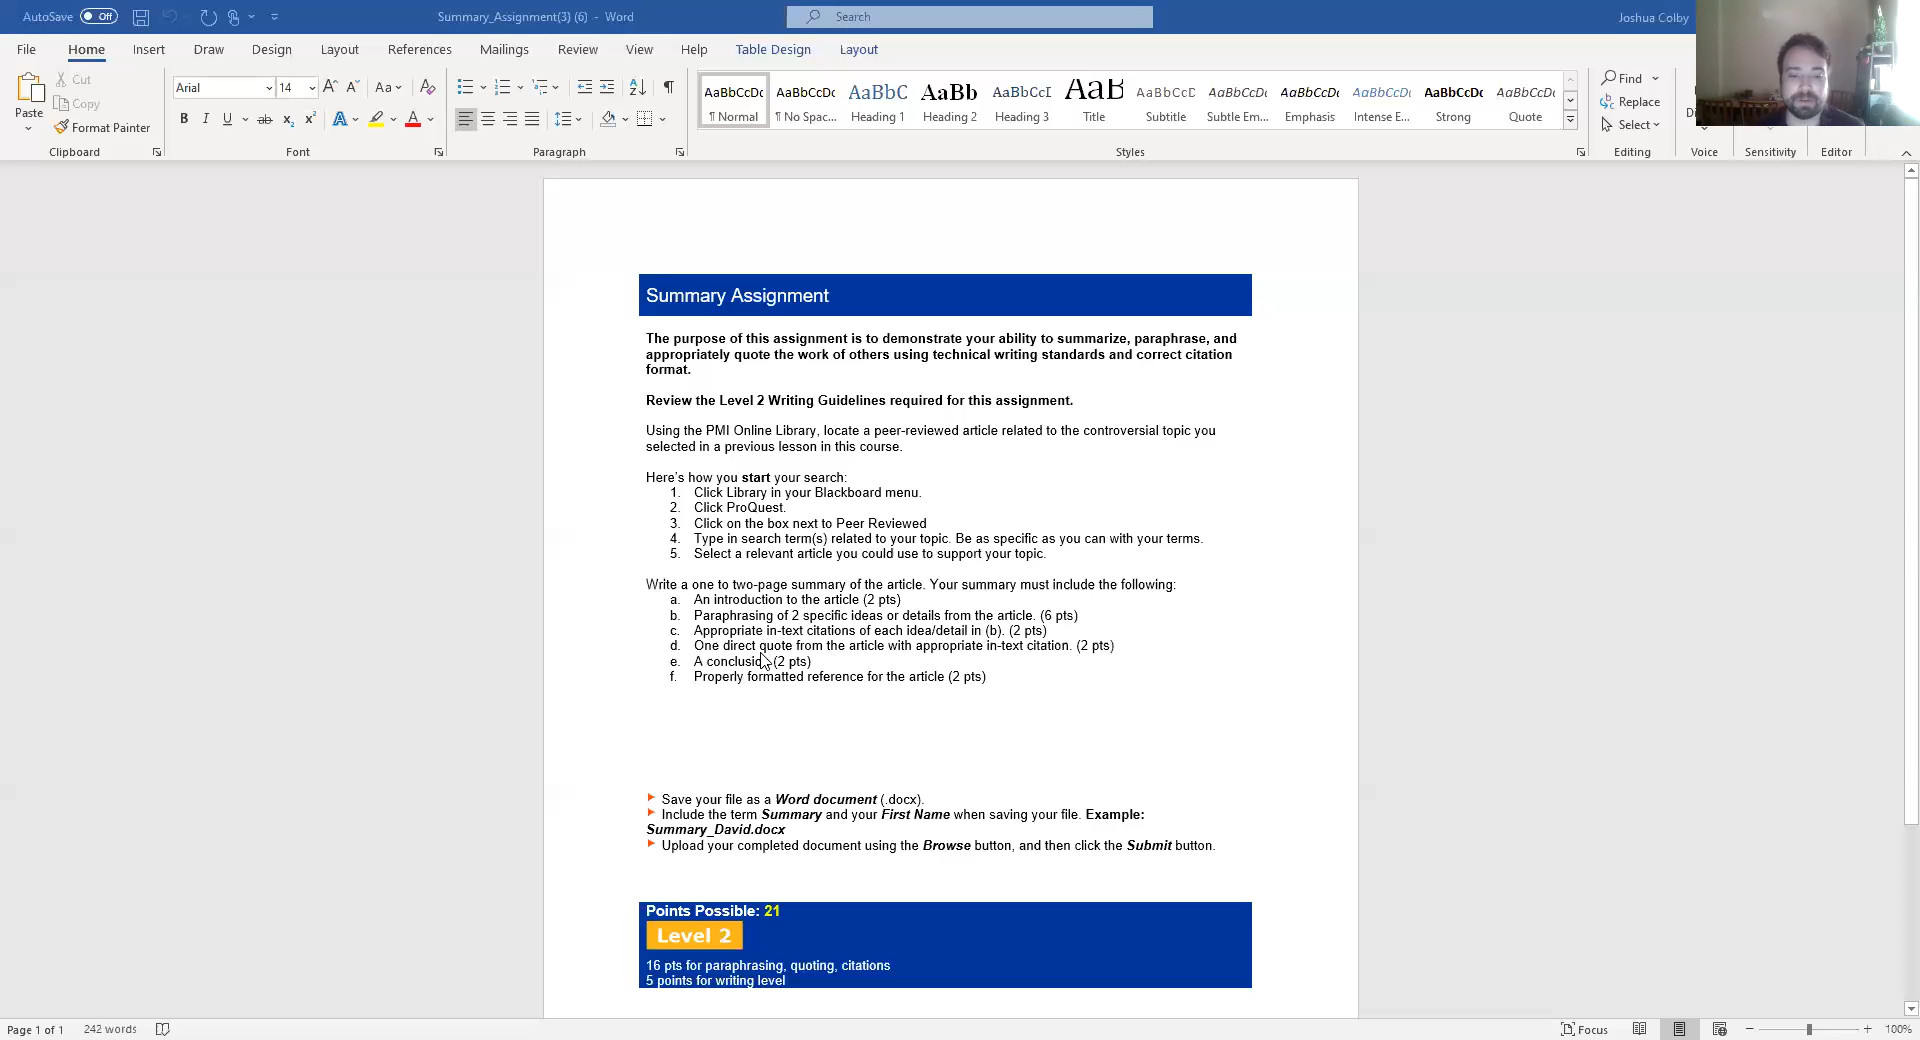 AutoSave Off Summary_Assignment(3) (6) - Word Search Joshua Colby
File Home Insert Draw Design Layout References Mailings Review View Help Table Design Layout
Paste Cut Copy Format Painter
Clipboard
Arial 14
Font
Paragraph
AaBbCcDc AaBbCcDc AaBbC AaBb AaBbCcI AaB AaBbCcD AaBbCcDc AaBbCcDc AaBbCcDc AaBbCcDc AaBbCcDc
¶ Normal ¶ No Spac... Heading 1 Heading 2 Heading 3 Title Subtitle Subtle Em... Emphasis Intense E... Strong Quote
Styles
Find
Replace
Select
Editing
Voice Sensitivity Editor
Summary Assignment
The purpose of this assignment is to demonstrate your ability to summarize, paraphrase, and
appropriately quote the work of others using technical writing standards and correct citation
format.
Review the Level 2 Writing Guidelines required for this assignment.
Using the PMI Online Library, locate a peer-reviewed article related to the controversial topic you
selected in a previous lesson in this course.
Here's how you start your search:
1. Click Library in your Blackboard menu.
2. Click ProQuest.
3. Click on the box next to Peer Reviewed
4. Type in search term(s) related to your topic. Be as specific as you can with your terms.
5. Select a relevant article you could use to support your topic.
Write a one to two-page summary of the article. Your summary must include the following:
a. An introduction to the article (2 pts)
b. Paraphrasing of 2 specific ideas or details from the article. (6 pts)
c. Appropriate in-text citations of each idea/detail in (b). (2 pts)
d. One direct quote from the article with appropriate in-text citation. (2 pts)
e. A conclusion (2 pts)
f. Properly formatted reference for the article (2 pts)
Save your file as a Word document (.docx).
Include the term Summary and your First Name when saving your file. Example:
Summary_David.docx
Upload your completed document using the Browse button, and then click the Submit button.
Points Possible: 21
Level 2
16 pts for paraphrasing, quoting, citations
5 points for writing level
Page 1 of 1 242 words Focus 100%